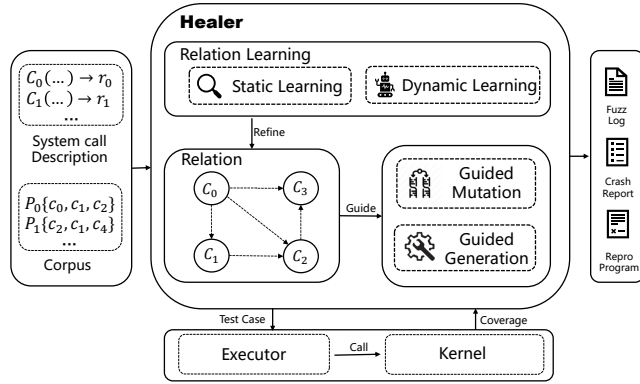 Healer
Relation Learning
Static Learning
Dynamic Learning
C₀(...) → r₀
C₁(...) → r₁
...
System call
Description
P₀{c₀, c₁, c₂}
P₁{c₂, c₁, c₄}
...
Corpus
Refine
Relation
C₀
C₃
C₁
C₂
Guide
Guided
Mutation
Guided
Generation
Fuzz
Log
Crash
Report
Repro
Program
Test Case
Coverage
Executor
Call
Kernel